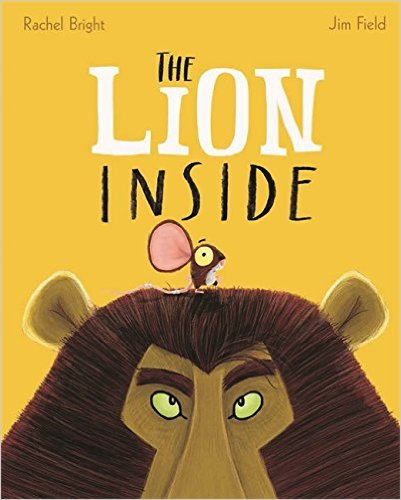 Rachel Bright Jim Field
THE
LiON
INSIDE